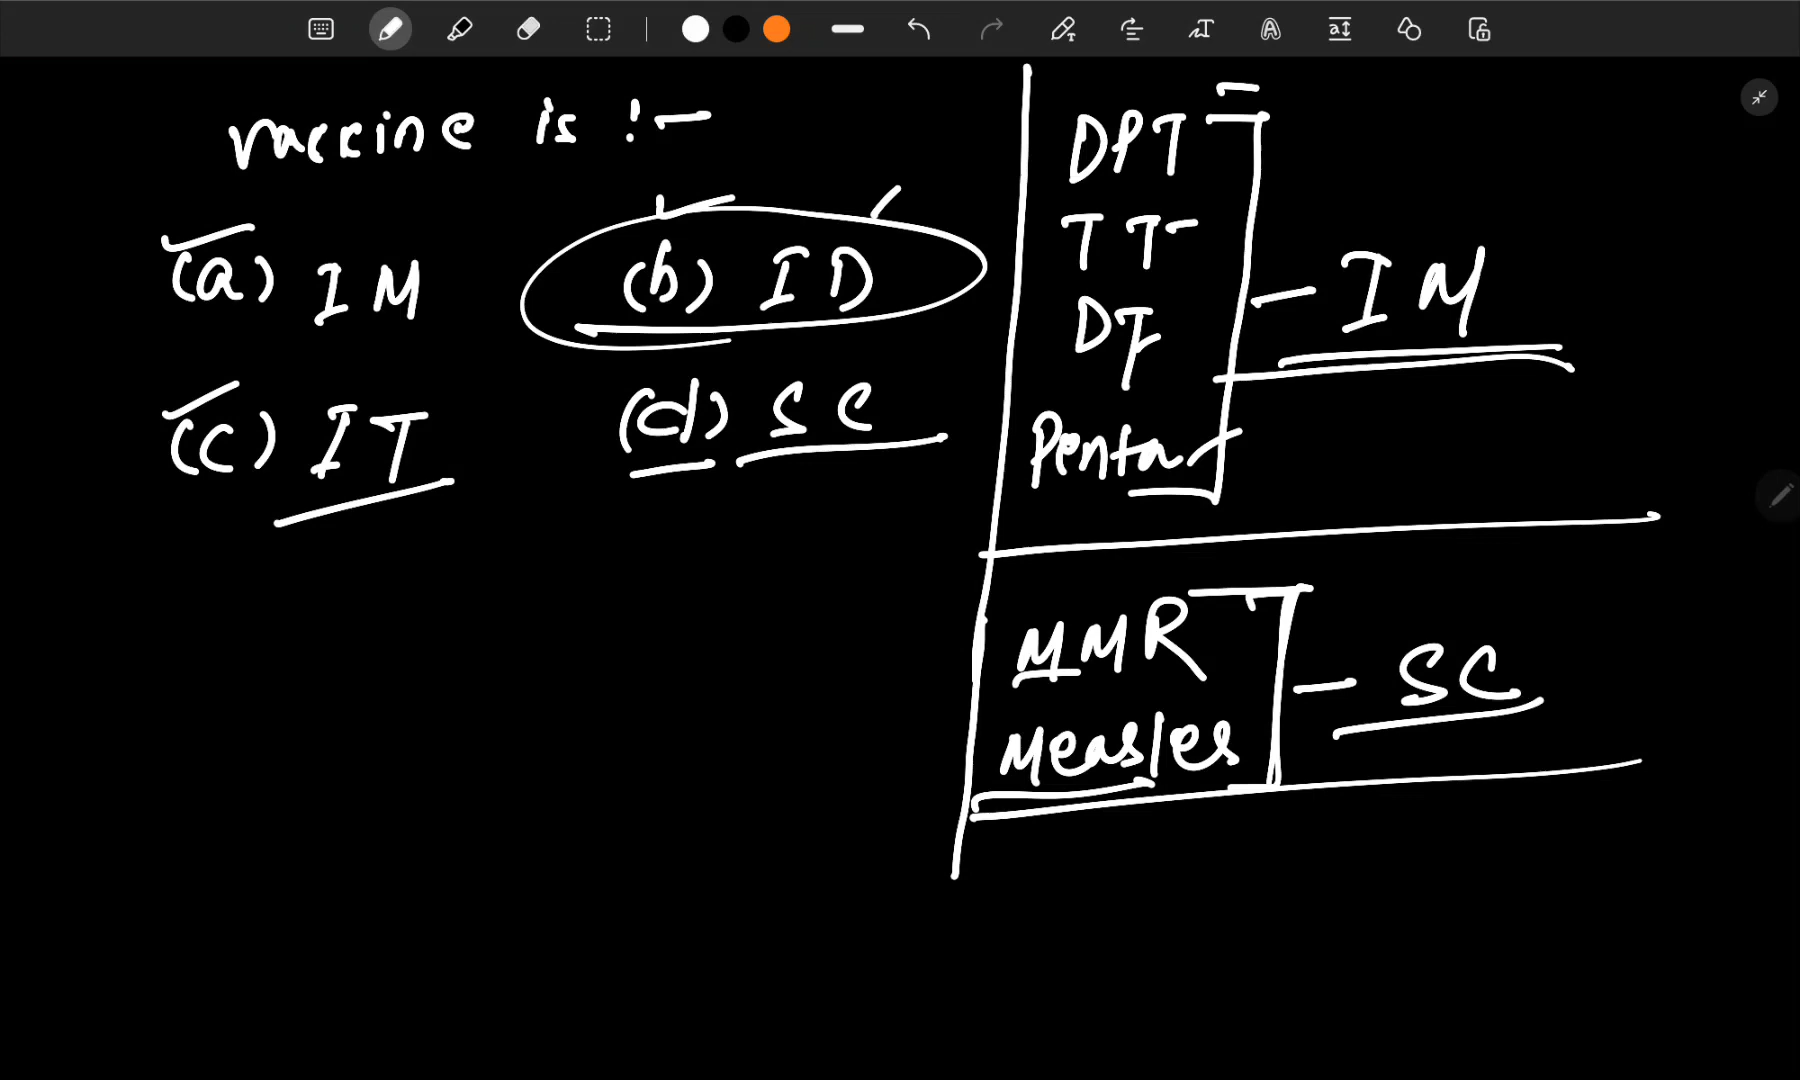 vaccine is :-
(a) IM (b) ID
(c) IT (d) SC
DPT
TT
DT
Penta
- IM
MMR
Measles
- SC